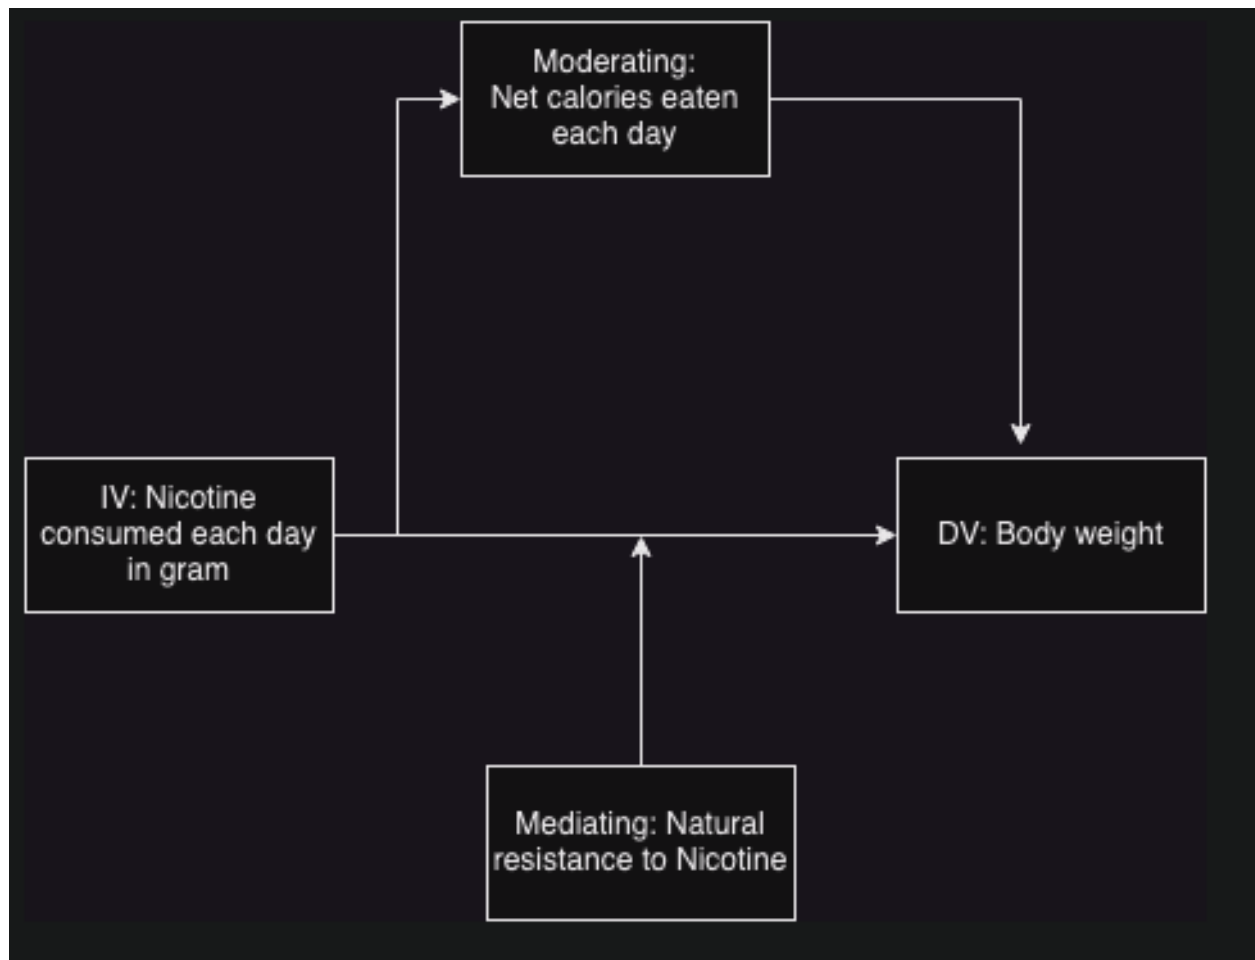 Moderating:
Net calories eaten
each day
IV: Nicotine
consumed each day
in gram
DV: Body weight
Mediating: Natural
resistance to Nicotine